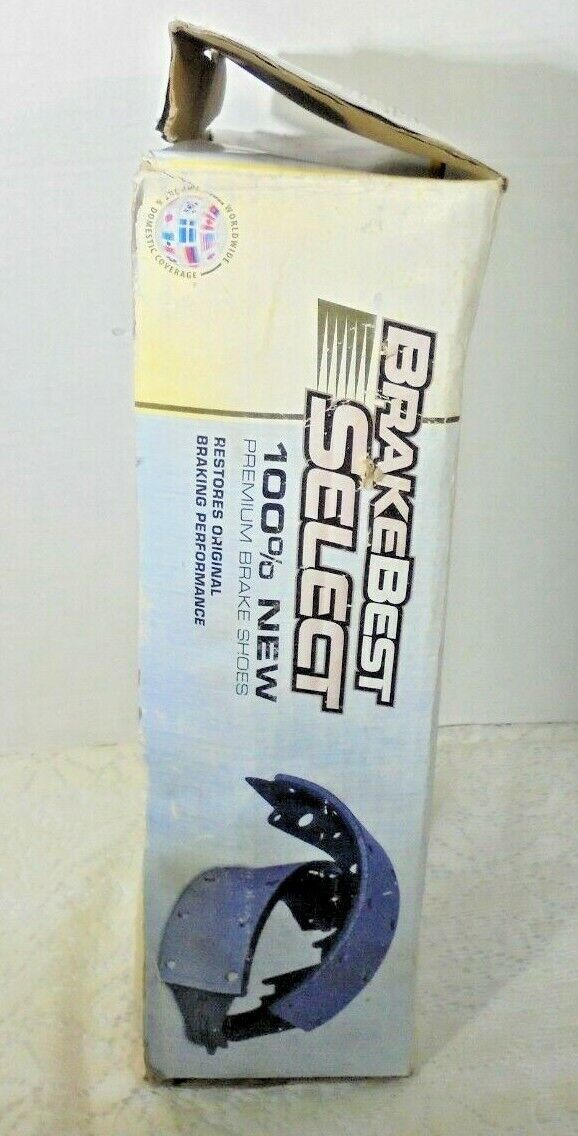 BRAKEBEST
SELECT
100% NEW
PREMIUM BRAKE SHOES
RESTORES ORIGINAL
BRAKING PERFORMANCE
WORLDWIDE
& DOMESTIC COVERAGE